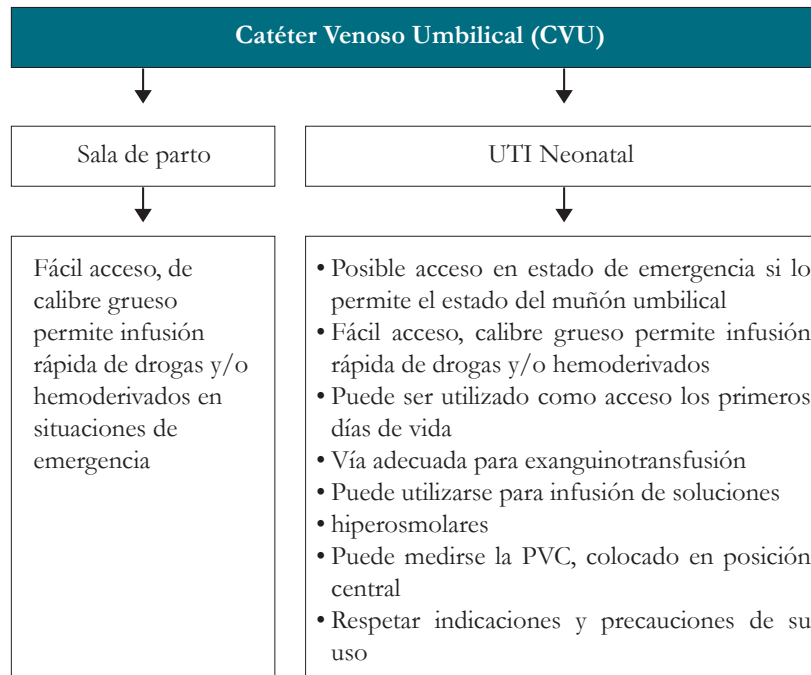 Catéter Venoso Umbilical (CVU)
Sala de parto
UTI Neonatal
Fácil acceso, de
calibre grueso
permite infusión
rápida de drogas y/o
hemoderivados en
situaciones de
emergencia
• Posible acceso en estado de emergencia si lo
permite el estado del muñón umbilical
• Fácil acceso, calibre grueso permite infusión
rápida de drogas y/o hemoderivados
• Puede ser utilizado como acceso los primeros
días de vida
• Vía adecuada para exanguinotransfusión
• Puede utilizarse para infusión de soluciones
• hiperosmolares
• Puede medirse la PVC, colocado en posición
central
• Respetar indicaciones y precauciones de su
uso